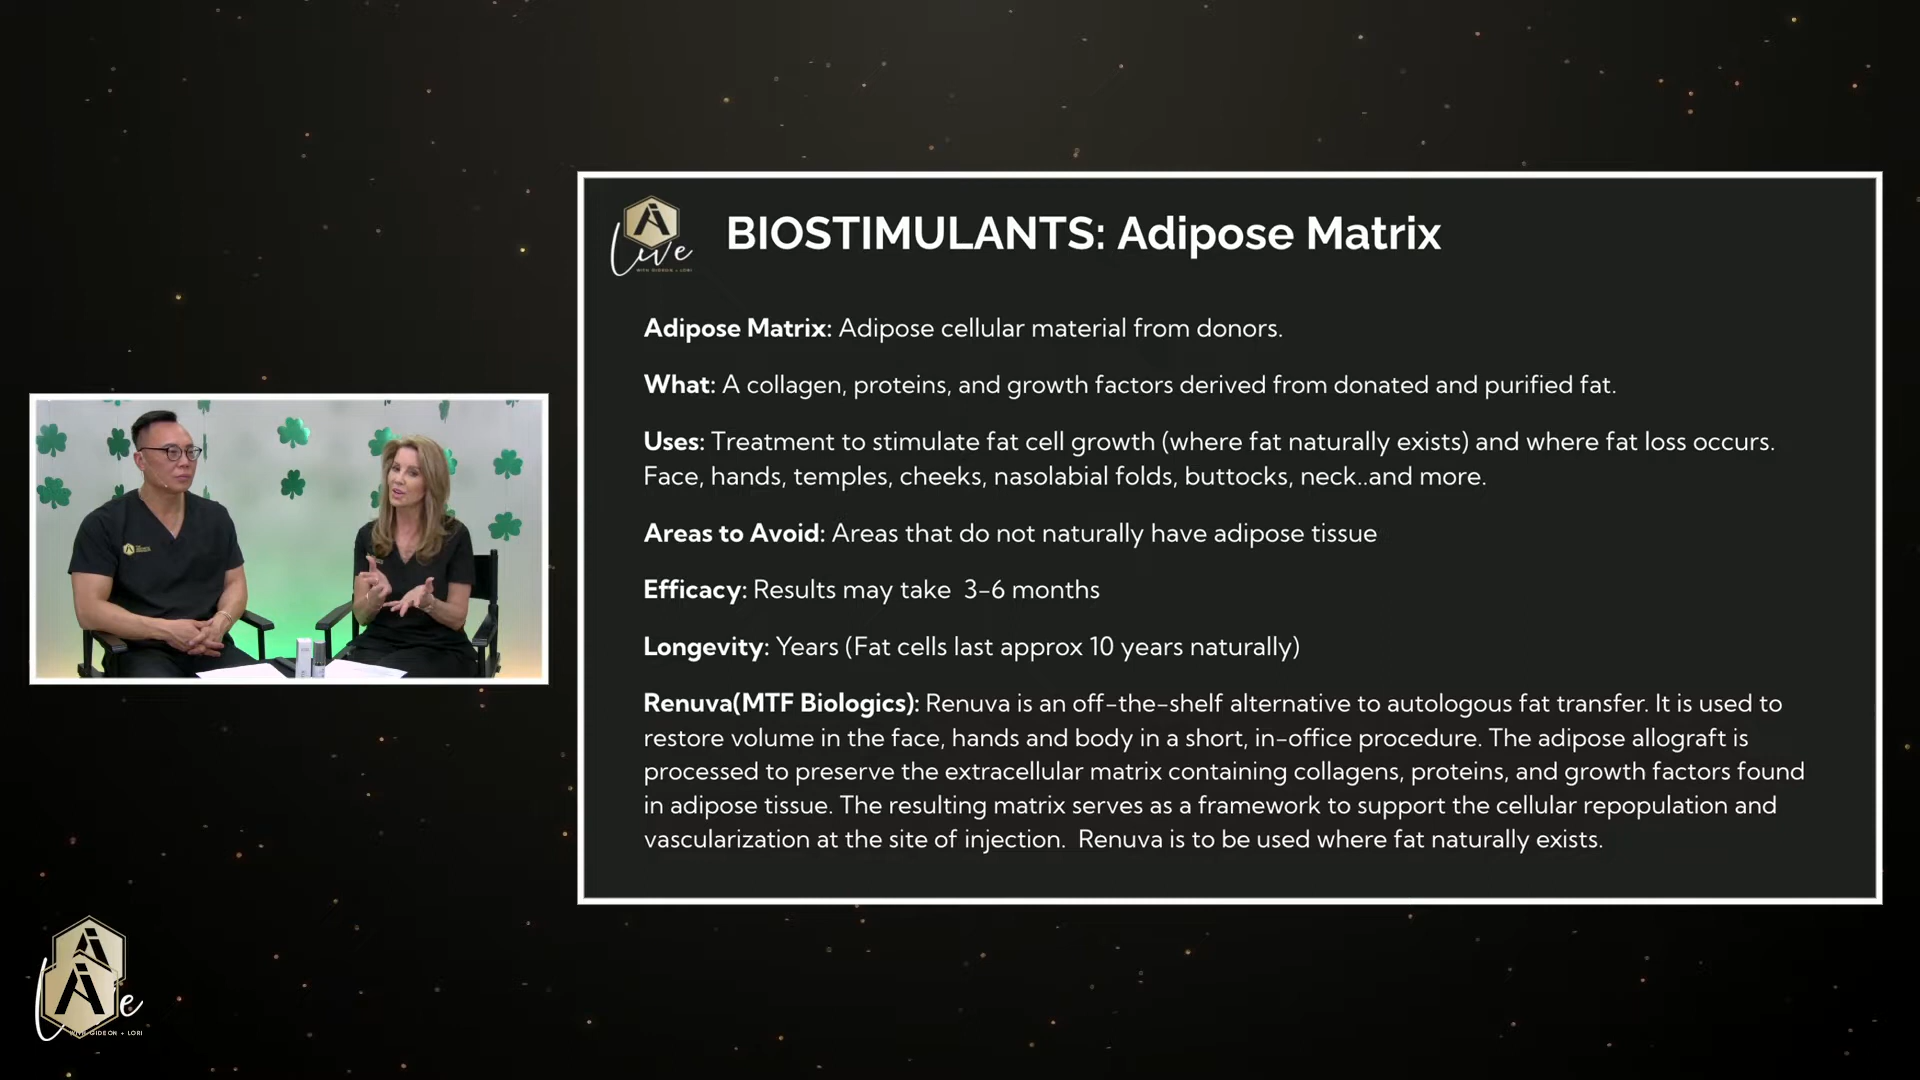 Ai
Live
WITH GIDEON + LORI
BIOSTIMULANTS: Adipose Matrix
Adipose Matrix: Adipose cellular material from donors.
What: A collagen, proteins, and growth factors derived from donated and purified fat.
Uses: Treatment to stimulate fat cell growth (where fat naturally exists) and where fat loss occurs.
Face, hands, temples, cheeks, nasolabial folds, buttocks, neck..and more.
Areas to Avoid: Areas that do not naturally have adipose tissue
Efficacy: Results may take  3-6 months
Longevity: Years (Fat cells last approx 10 years naturally)
Renuva(MTF Biologics): Renuva is an off-the-shelf alternative to autologous fat transfer. It is used to
restore volume in the face, hands and body in a short, in-office procedure. The adipose allograft is
processed to preserve the extracellular matrix containing collagens, proteins, and growth factors found
in adipose tissue. The resulting matrix serves as a framework to support the cellular repopulation and
vascularization at the site of injection.  Renuva is to be used where fat naturally exists.
GIDEON + LORI